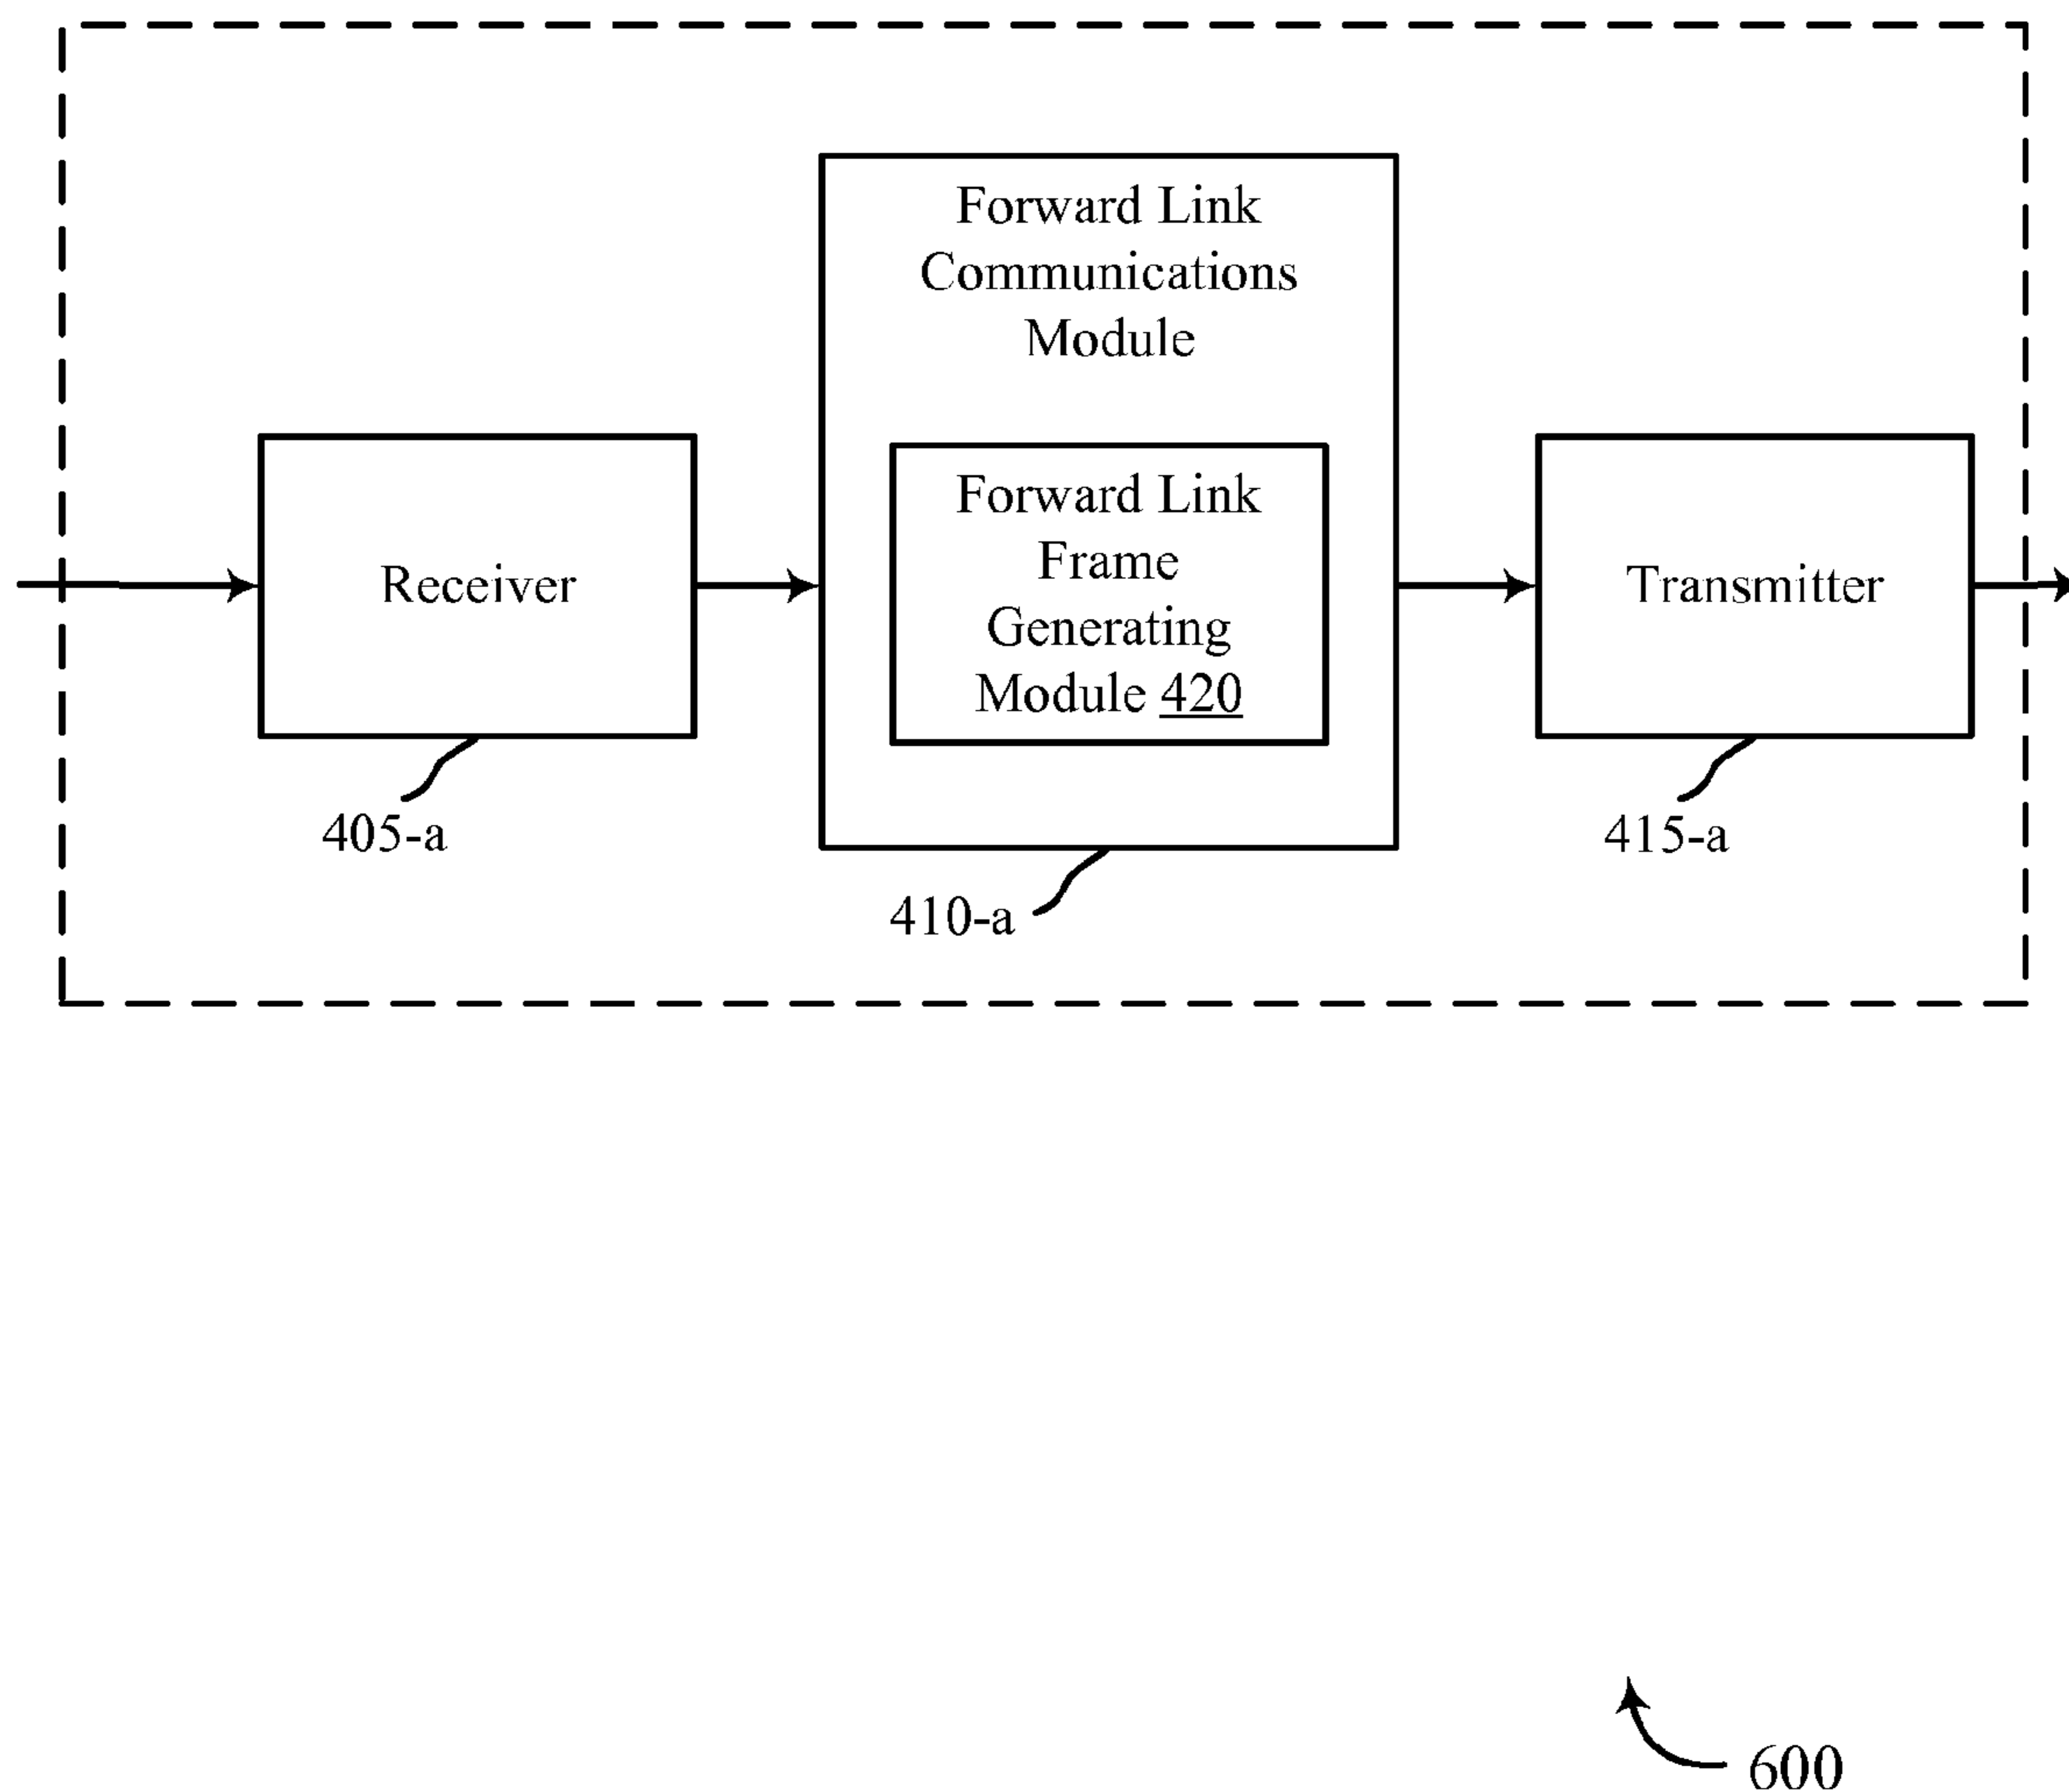 Forward Link
Communications
Module
Forward Link
Frame
Generating
Module 420
Receiver
Transmitter
405-a
410-a
415-a
600